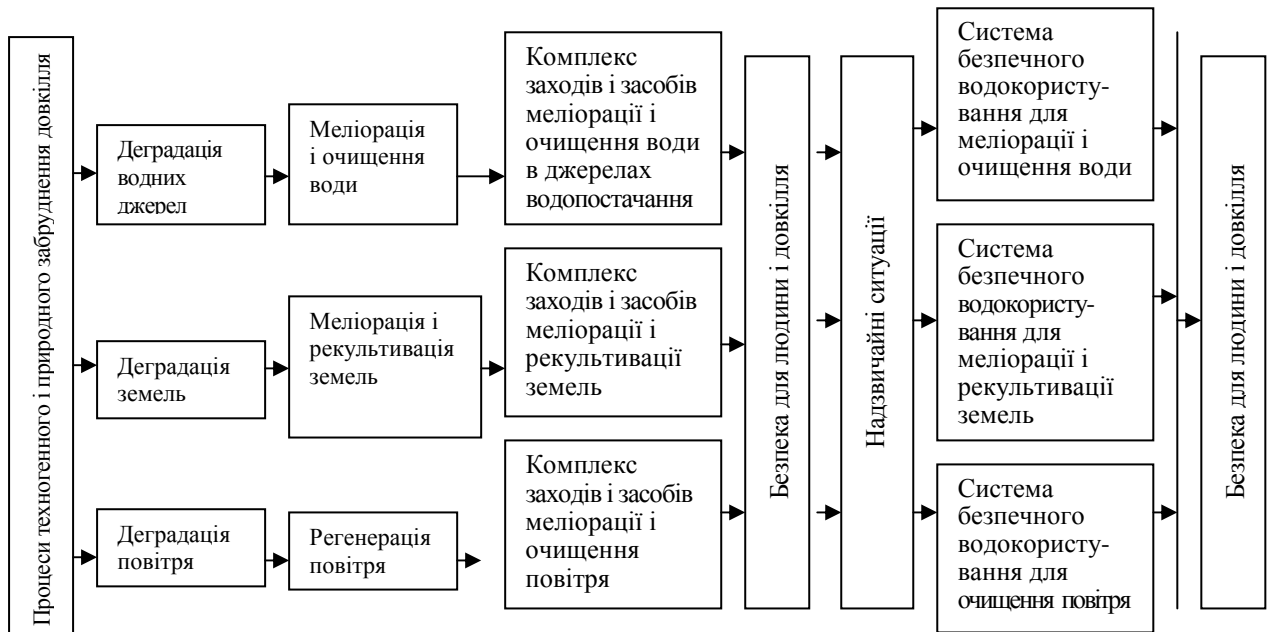 Процеси техногенного і природного забруднення довкілля
Деградація
водних
джерел
Меліорація
і очищення
води
Комплекс
заходів і засобів
меліорації і
очищення води
в джерелах
водопостачання
Деградація
земель
Меліорація і
рекультивація
земель
Комплекс
заходів і засобів
меліорації і
рекультивації
земель
Деградація
повітря
Регенерація
повітря
Комплекс
заходів і засобів
меліорації і
очищення
повітря
Безпека для людини і довкілля
Надзвичайні ситуації
Система
безпечного
водокористу-
вання для
меліорації і
очищення води
Система
безпечного
водокористу-
вання для
меліорації і
рекультивації
земель
Система
безпечного
водокористу-
вання для
очищення повітря
Безпека для людини і довкілля